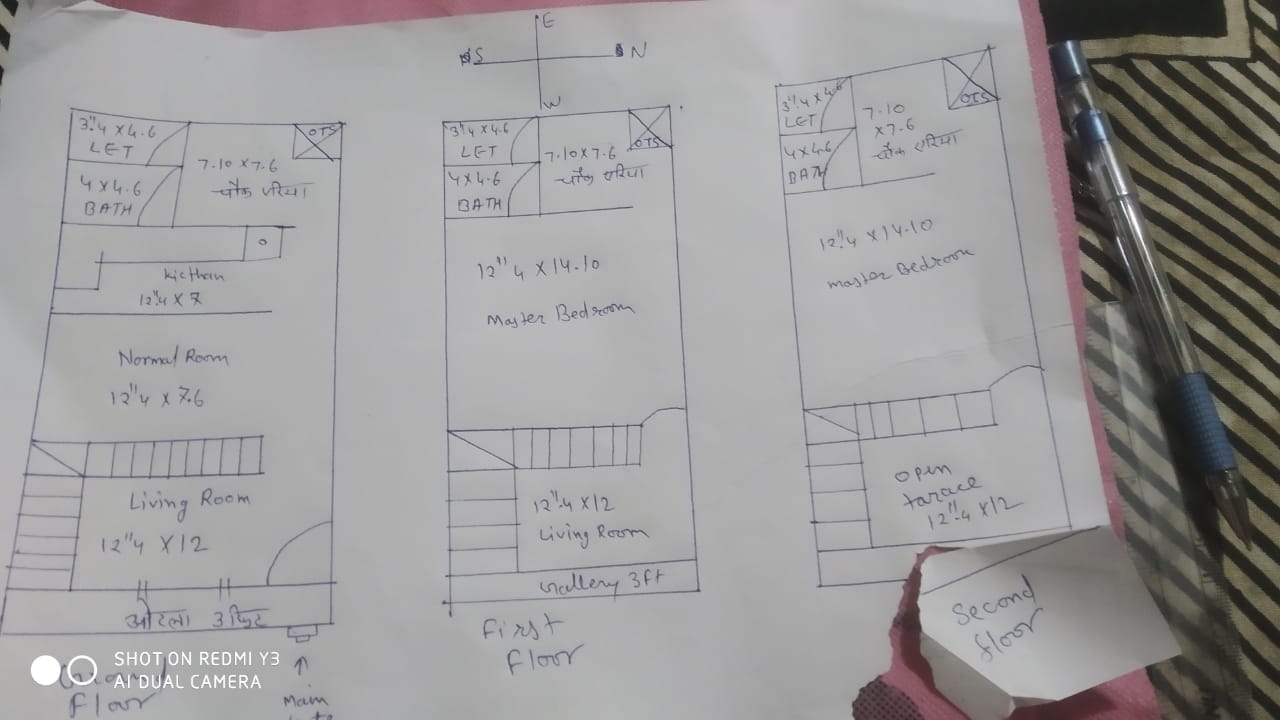 E
S
N
W
3".4 X 4.6
LET
OTS
7.10 X 7.6
चौक एरिया
4 X 4.6
BATH
Kicthan
12".4 X 7
Normal Room
12".4 X 7.6
Living Room
12".4 X 12
ओटला 3 फिट
Ground
Floor
Main
3".4 X 4.6
LET
OTS
7.10 X 7.6
चौक एरिया
4 X 4.6
BATH
12".4 X 14.10
Master Bedroom
12".4 X 12
Living Room
Gallery 3ft
First
Floor
3".4 X 4.6
LET
OTS
7.10
X 7.6
चौक एरिया
4 X 4.6
BATH
12".4 X 14.10
Master Bedroom
open
tarace
12".4 X 12
Second
floor
SHOT ON REDMI Y3
AI DUAL CAMERA